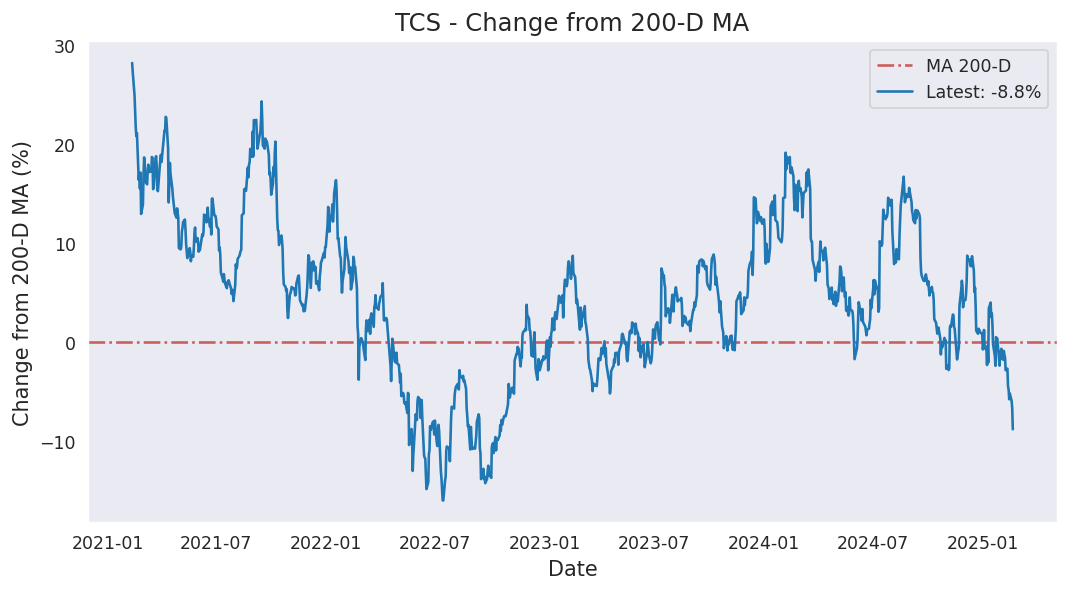 TCS - Change from 200-D MA
30
20
10
0
−10
Change from 200-D MA (%)
MA 200-D
Latest: -8.8%
2021-01 2021-07 2022-01 2022-07 2023-01 2023-07 2024-01 2024-07 2025-01
Date